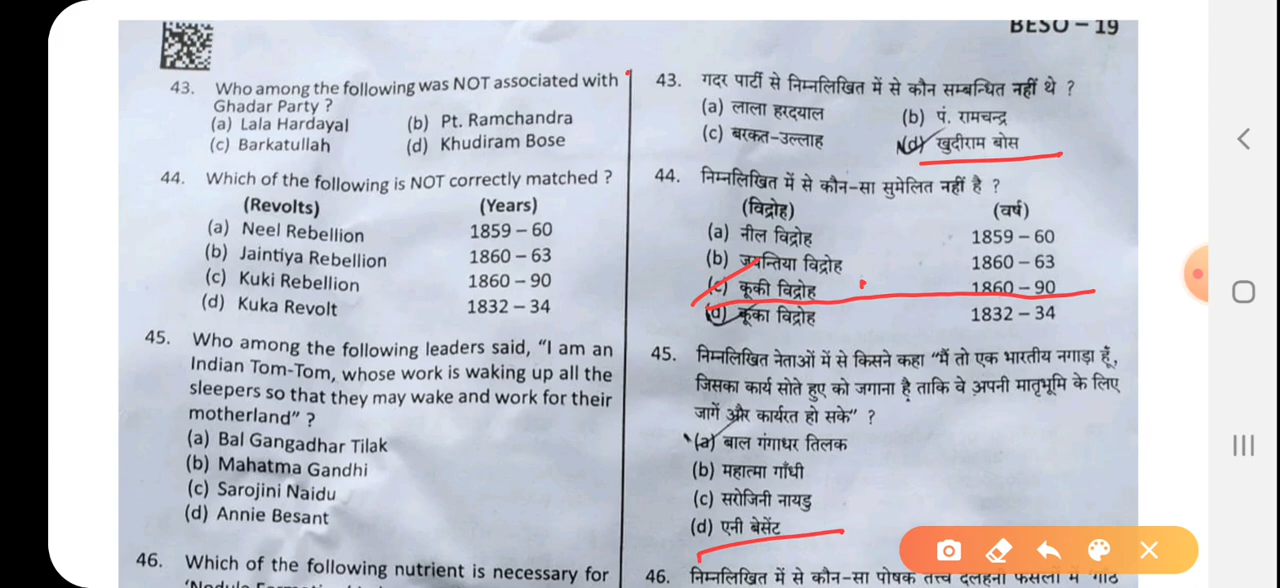 BESO – 19
43. Who among the following was NOT associated with
Ghadar Party ?
(a) Lala Hardayal (b) Pt. Ramchandra
(c) Barkatullah (d) Khudiram Bose
44. Which of the following is NOT correctly matched ?
(Revolts) (Years)
(a) Neel Rebellion 1859 – 60
(b) Jaintiya Rebellion 1860 – 63
(c) Kuki Rebellion 1860 – 90
(d) Kuka Revolt 1832 – 34
45. Who among the following leaders said, “I am an
Indian Tom-Tom, whose work is waking up all the
sleepers so that they may wake and work for their
motherland” ?
(a) Bal Gangadhar Tilak
(b) Mahatma Gandhi
(c) Sarojini Naidu
(d) Annie Besant
46. Which of the following nutrient is necessary for
43. गदर पार्टी से निम्नलिखित में से कौन सम्बन्धित नहीं थे ?
(a) लाला हरदयाल (b) पं. रामचन्द्र
(c) बरकत-उल्लाह (d) खुदीराम बोस
44. निम्नलिखित में से कौन-सा सुमेलित नहीं है ?
(विद्रोह) (वर्ष)
(a) नील विद्रोह 1859 – 60
(b) जयन्तिया विद्रोह 1860 – 63
(c) कूकी विद्रोह 1860 – 90
(d) कूका विद्रोह 1832 – 34
45. निम्नलिखित नेताओं में से किसने कहा “मैं तो एक भारतीय नगाड़ा हूँ,
जिसका कार्य सोते हुए को जगाना है ताकि वे अपनी मातृभूमि के लिए
जागें और कार्यरत हो सके” ?
(a) बाल गंगाधर तिलक
(b) महात्मा गाँधी
(c) सरोजिनी नायडु
(d) एनी बेसेंट
46. निम्नलिखित में से कौन-सा पोषक तत्त्व दलहनी फसलों में